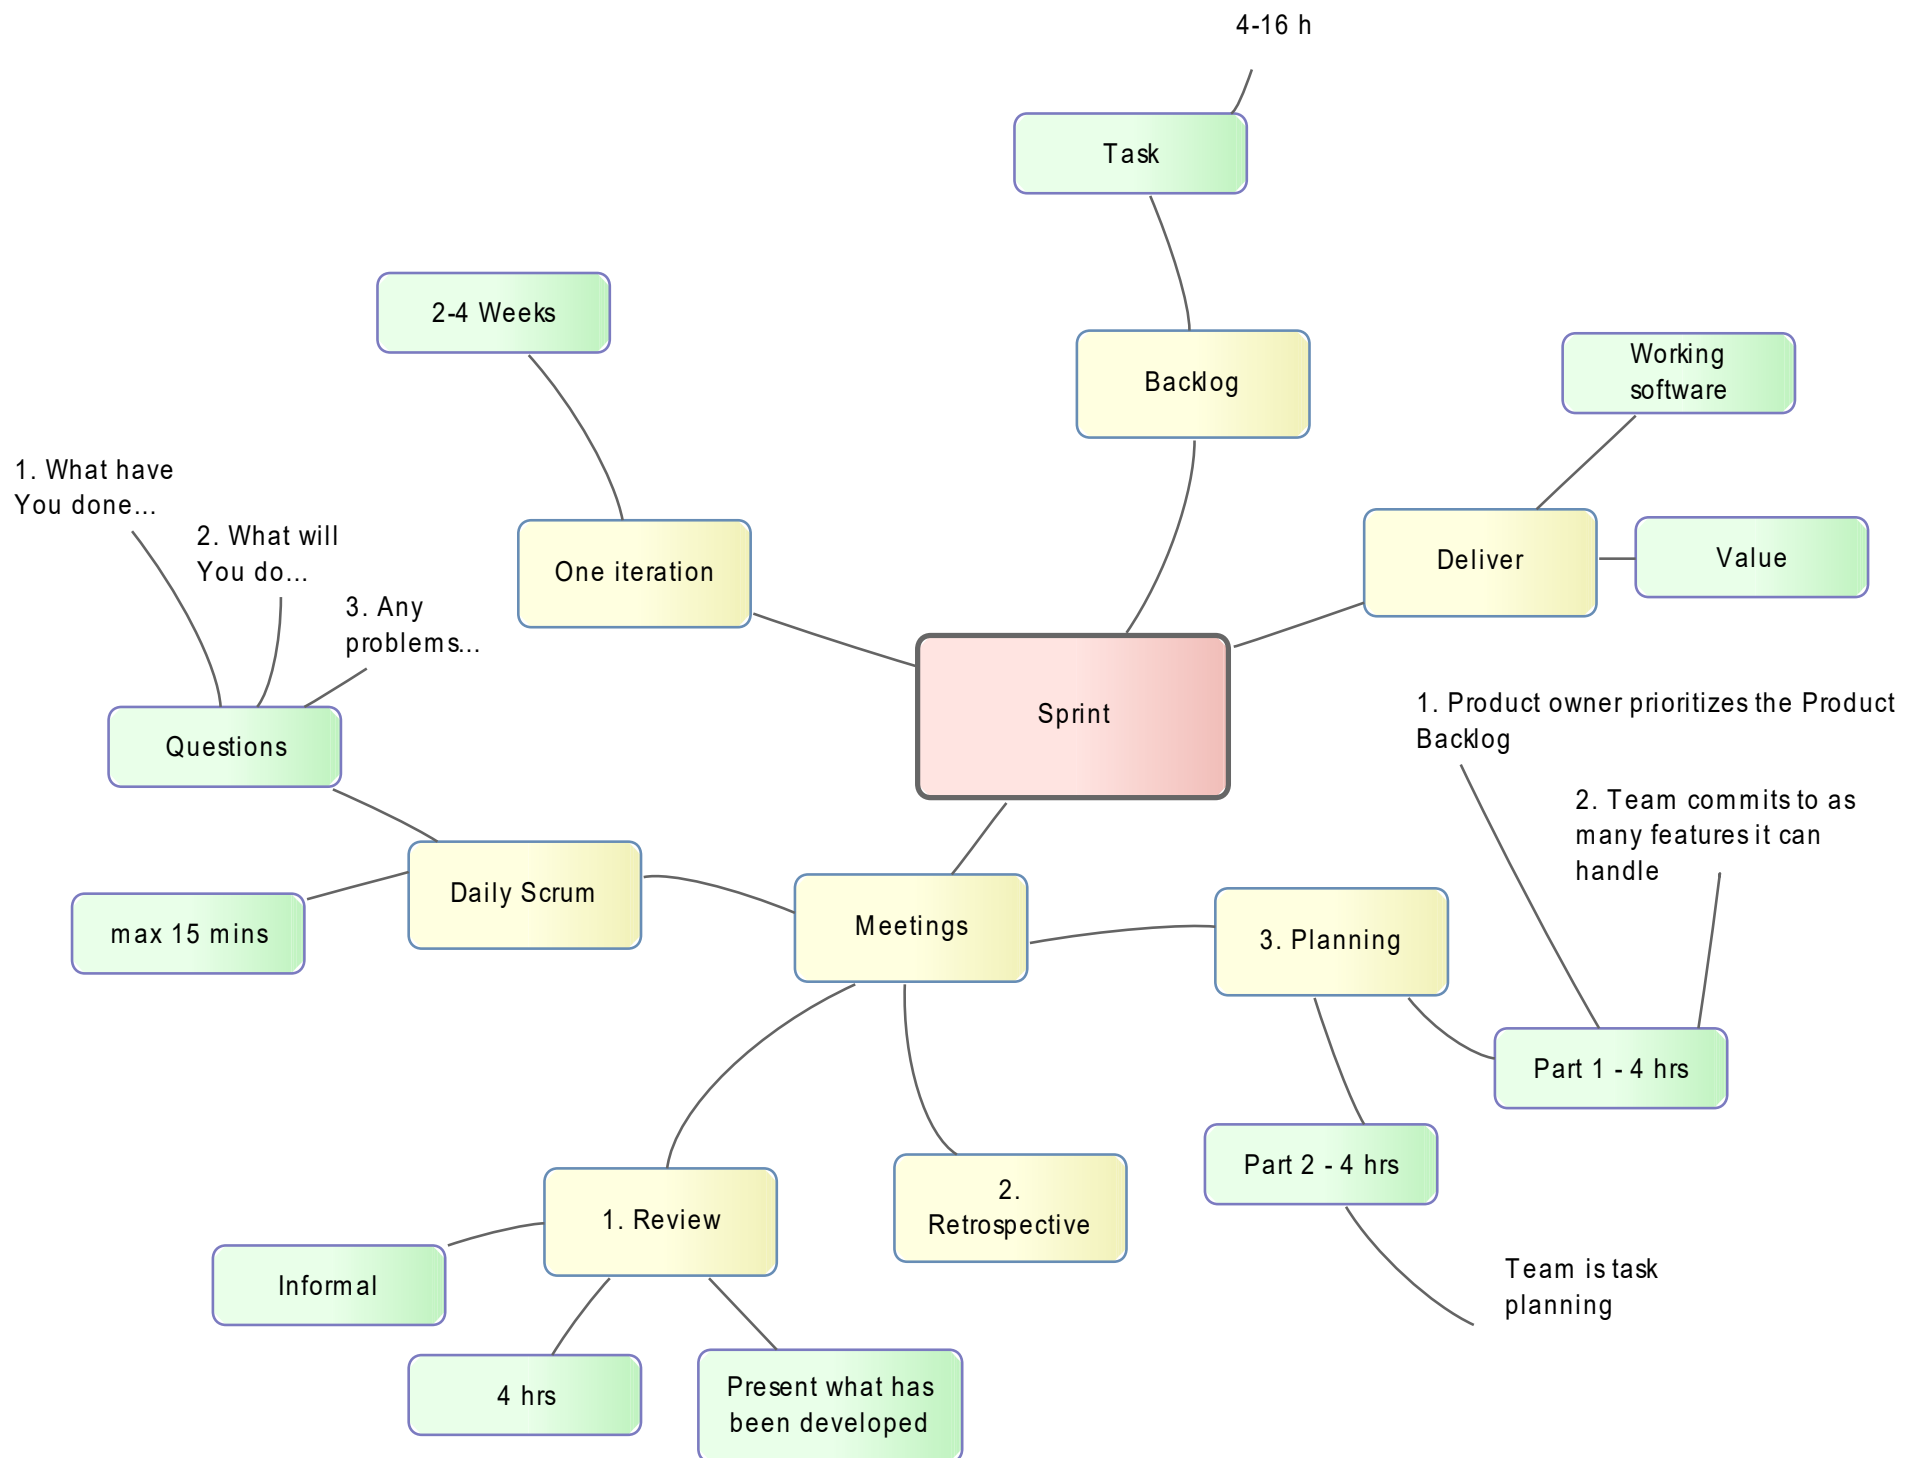 4-16 h
Task
2-4 Weeks
Backlog
Working
software
1. What have
You done...
2. What will
You do...
3. Any
problems...
One iteration
Deliver
Value
Sprint
Questions
1. Product owner prioritizes the Product
Backlog
2. Team commits to as
many features it can
handle
Daily Scrum
max 15 mins
Meetings
3. Planning
Part 1 - 4 hrs
Part 2 - 4 hrs
1. Review
2.
Retrospective
Informal
Team is task
planning
4 hrs
Present what has
been developed